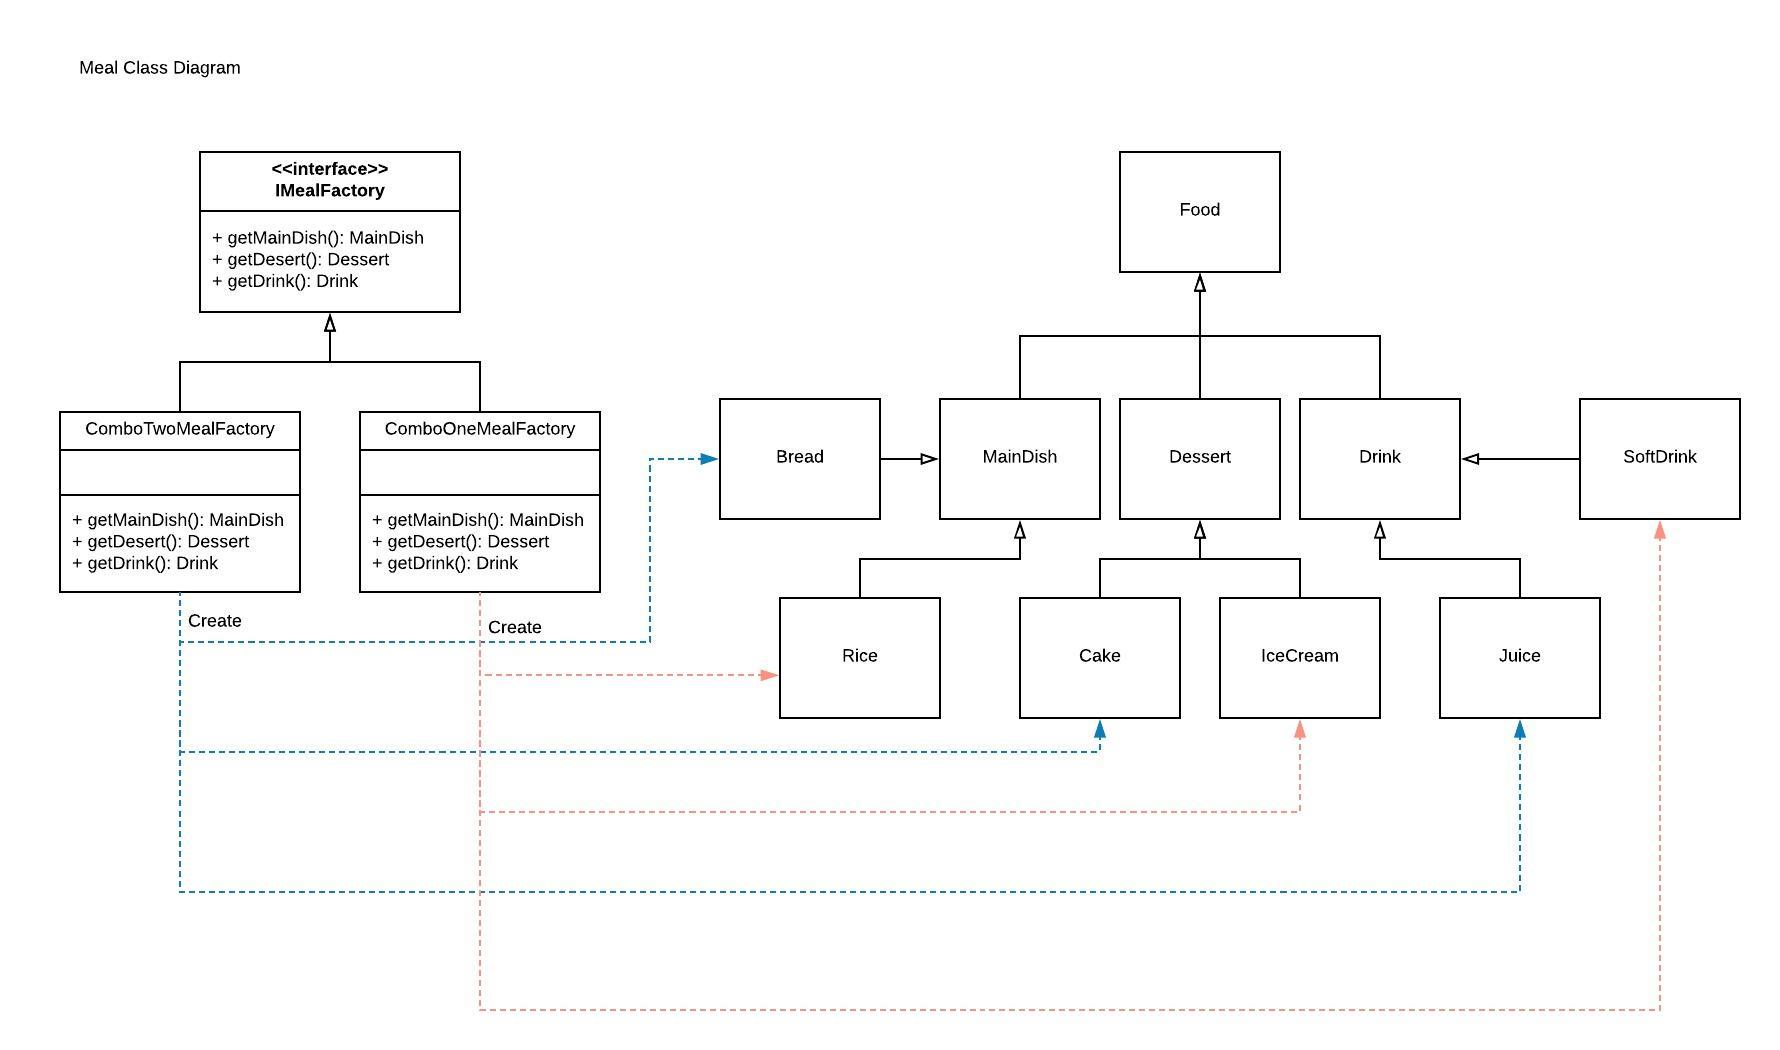 Meal Class Diagram
<<interface>>
IMealFactory
+ getMainDish(): MainDish
+ getDesert(): Dessert
+ getDrink(): Drink
Food
ComboTwoMealFactory
+ getMainDish(): MainDish
+ getDesert(): Dessert
+ getDrink(): Drink
ComboOneMealFactory
+ getMainDish(): MainDish
+ getDesert(): Dessert
+ getDrink(): Drink
Bread
MainDish
Dessert
Drink
SoftDrink
Create
Create
Rice
Cake
IceCream
Juice